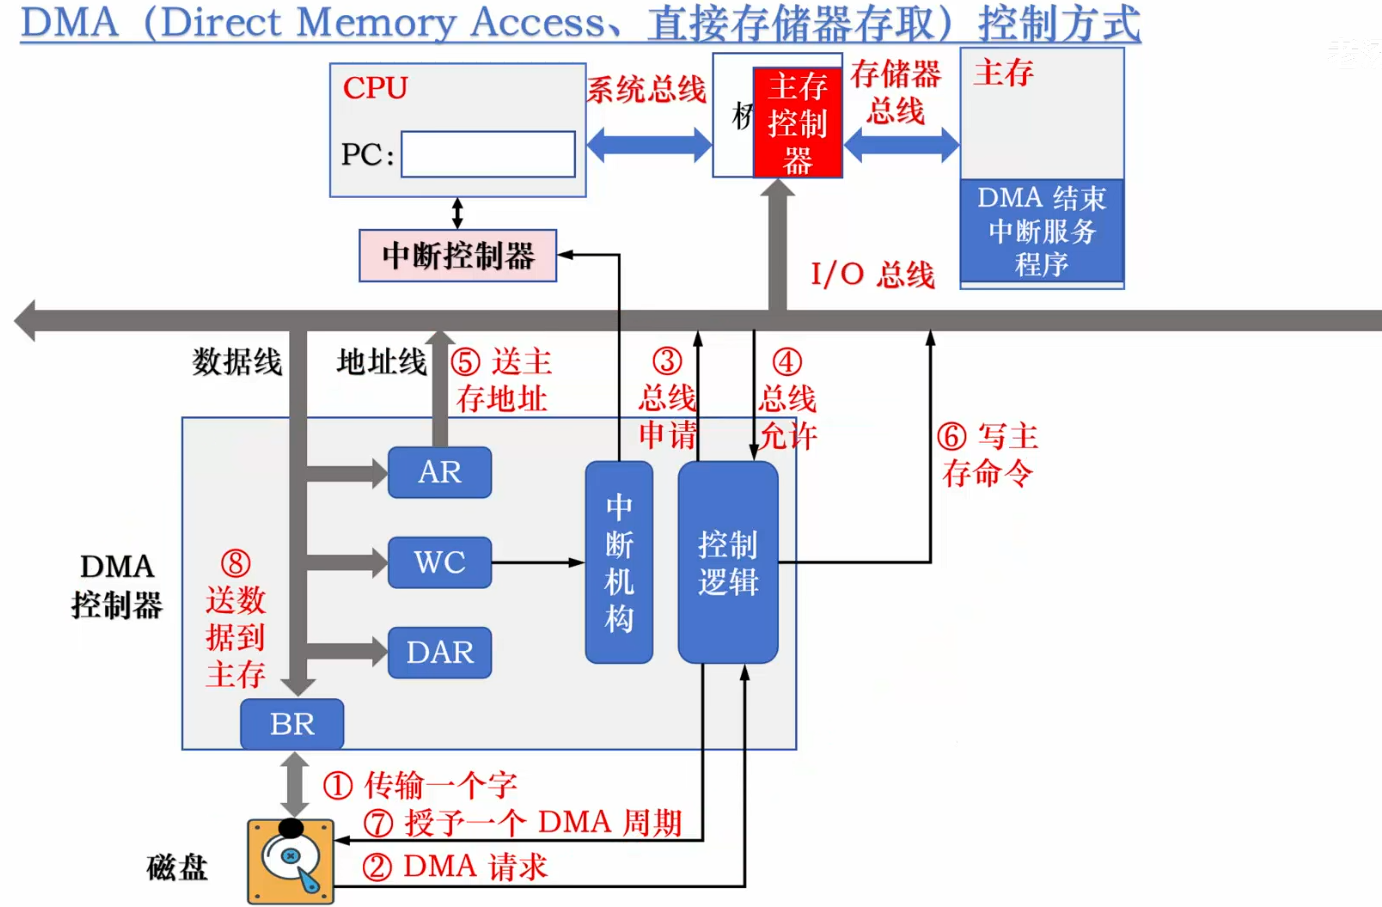 DMA（Direct Memory Access、直接存储器存取）控制方式
CPU
PC:
系统总线
桥
主存
控制
器
存储器
总线
主存
DMA 结束
中断服务
程序
中断控制器
I/O 总线
数据线
地址线
⑤ 送主
存地址
③
总线
申请
④
总线
允许
⑥ 写主
存命令
AR
WC
DAR
BR
中
断
机
构
控制
逻辑
DMA
控制器
⑧
送数
据到
主存
① 传输一个字
⑦ 授予一个 DMA 周期
② DMA 请求
磁盘